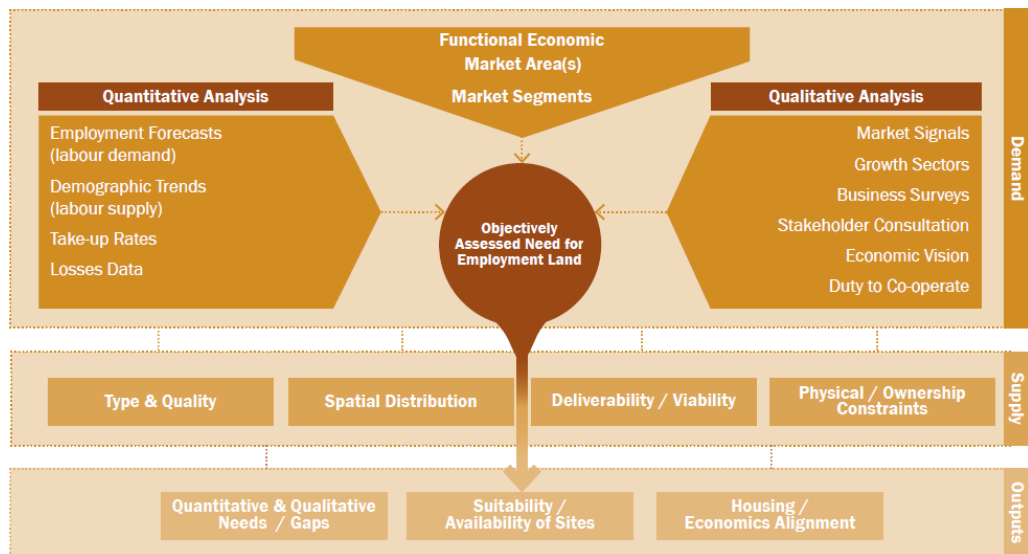 Functional Economic
Market Area(s)
Market Segments
Quantitative Analysis
Employment Forecasts
(labour demand)
Demographic Trends
(labour supply)
Take-up Rates
Losses Data
Qualitative Analysis
Market Signals
Growth Sectors
Business Surveys
Stakeholder Consultation
Economic Vision
Duty to Co-operate
Objectively
Assessed Need for
Employment Land
Demand
Type & Quality
Spatial Distribution
Deliverability / Viability
Physical / Ownership
Constraints
Supply
Quantitative & Qualitative
Needs / Gaps
Suitability /
Availability of Sites
Housing /
Economics Alignment
Outputs